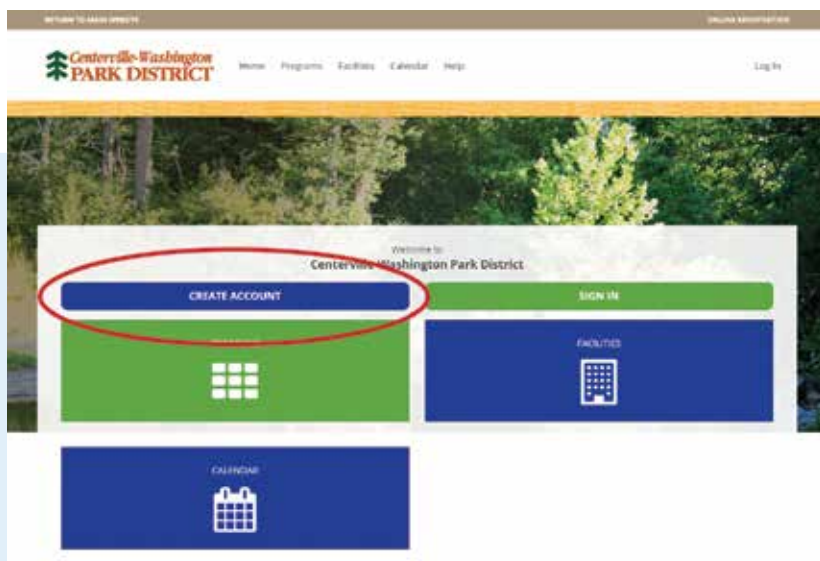 RETURN TO MAIN WEBSITE
ONLINE REGISTRATION
Centerville-Washington
PARK DISTRICT
Home Programs Facilities Calendar Help
Log In
Welcome to
Centerville-Washington Park District
CREATE ACCOUNT
SIGN IN
FACILITIES
CALENDAR